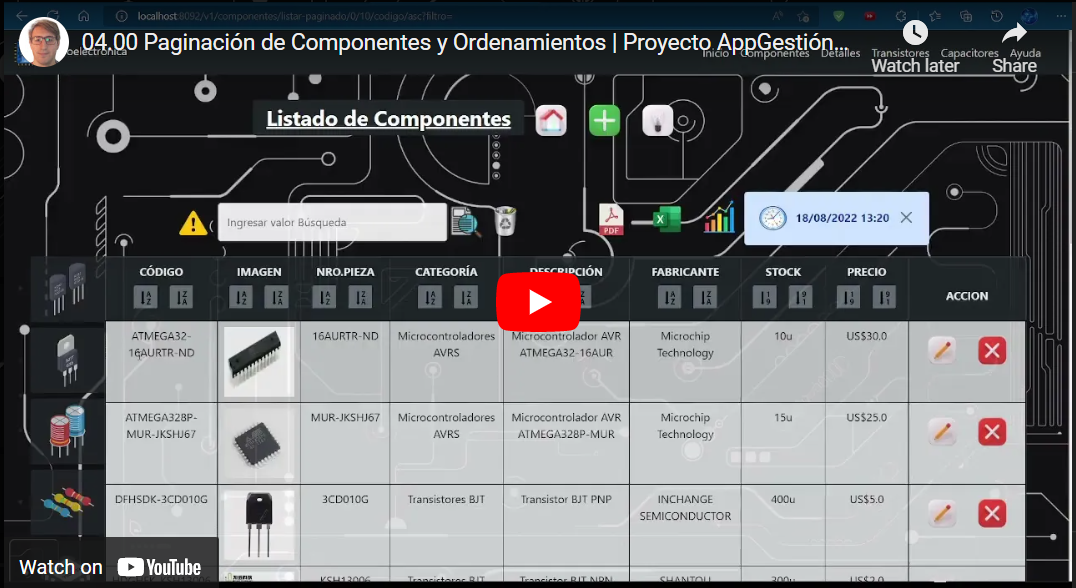 localhost:8092/v1/componentes/listar-paginado/0/10/codigo/asc?filtro=
04.00 Paginación de Componentes y Ordenamientos | Proyecto AppGestión...
oelectrónica
Inicio Componentes Detalles Transistores Capacitores Ayuda
Watch later Share
Listado de Componentes
Ingresar valor Búsqueda
PDF
X
18/08/2022 13:20
CÓDIGO IMAGEN NRO.PIEZA CATEGORÍA DESCRIPCIÓN FABRICANTE STOCK PRECIO
ACCION
ATMEGA32-
16AURTR-ND
16AURTR-ND
Microcontroladores
AVRS
Microcontrolador AVR
ATMEGA32-16AUR
Microchip
Technology
10u
US$30.0
ATMEGA328P-
MUR-JKSHJ67
MUR-JKSHJ67
Microcontroladores
AVRS
Microcontrolador AVR
ATMEGA328P-MUR
Microchip
Technology
15u
US$25.0
DFHSDK-3CD010G
3CD010G
Transistores BJT
Transistor BJT PNP
INCHANGE
SEMICONDUCTOR
400u
US$5.0
KSH13006
Transistores BJT
Transistor BJT NPN
SHANTOU
300u
US$2.0
Watch on YouTube